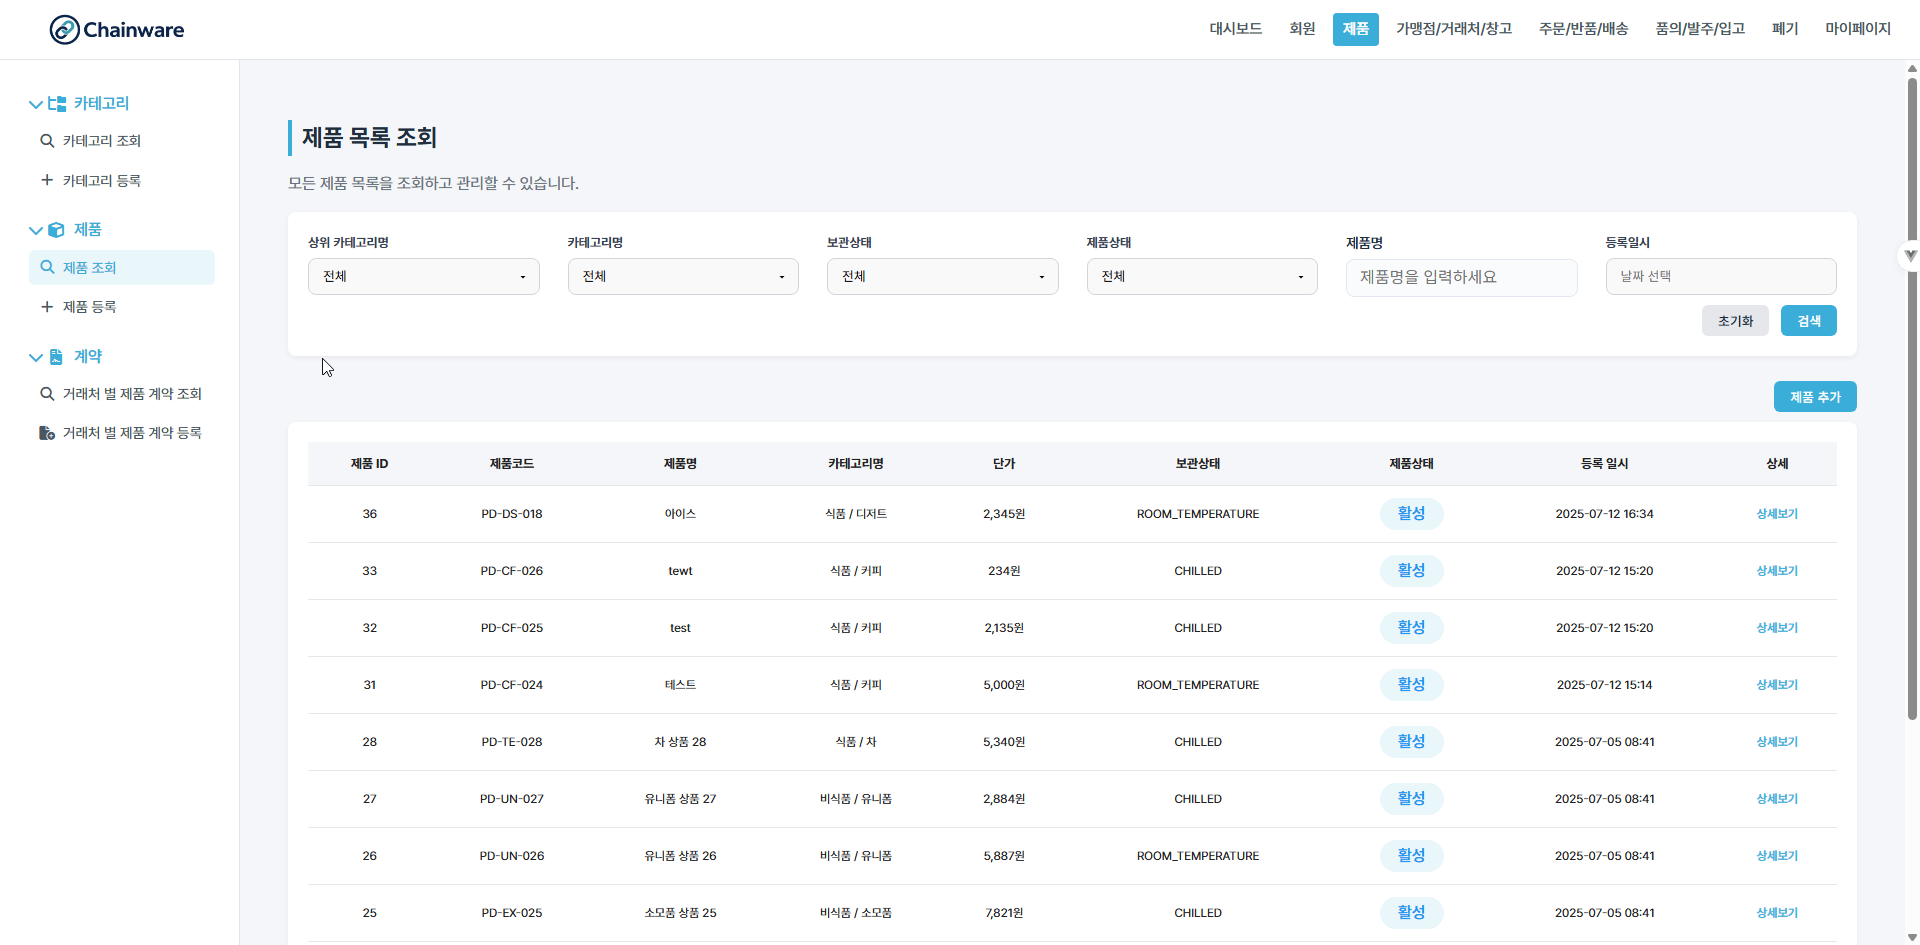 Chainware
대시보드 회원 제품 가맹점/거래처/창고 주문/반품/배송 품의/발주/입고 폐기 마이페이지
카테고리
카테고리 조회
카테고리 등록
제품
제품 조회
제품 등록
계약
거래처 별 제품 계약 조회
거래처 별 제품 계약 등록
제품 목록 조회
모든 제품 목록을 조회하고 관리할 수 있습니다.
상위 카테고리명 카테고리명 보관상태 제품상태 제품명 등록일시
전체 전체 전체 전체 제품명을 입력하세요 날짜 선택
초기화 검색
제품 추가
제품 ID 제품코드 제품명 카테고리명 단가 보관상태 제품상태 등록 일시 상세
36 PD-DS-018 아이스 식품 / 디저트 2,345원 ROOM_TEMPERATURE 활성 2025-07-12 16:34 상세보기
33 PD-CF-026 tewt 식품 / 커피 234원 CHILLED 활성 2025-07-12 15:20 상세보기
32 PD-CF-025 test 식품 / 커피 2,135원 CHILLED 활성 2025-07-12 15:20 상세보기
31 PD-CF-024 테스트 식품 / 커피 5,000원 ROOM_TEMPERATURE 활성 2025-07-12 15:14 상세보기
28 PD-TE-028 차 상품 28 식품 / 차 5,340원 CHILLED 활성 2025-07-05 08:41 상세보기
27 PD-UN-027 유니폼 상품 27 비식품 / 유니폼 2,884원 CHILLED 활성 2025-07-05 08:41 상세보기
26 PD-UN-026 유니폼 상품 26 비식품 / 유니폼 5,887원 ROOM_TEMPERATURE 활성 2025-07-05 08:41 상세보기
25 PD-EX-025 소모품 상품 25 비식품 / 소모품 7,821원 CHILLED 활성 2025-07-05 08:41 상세보기